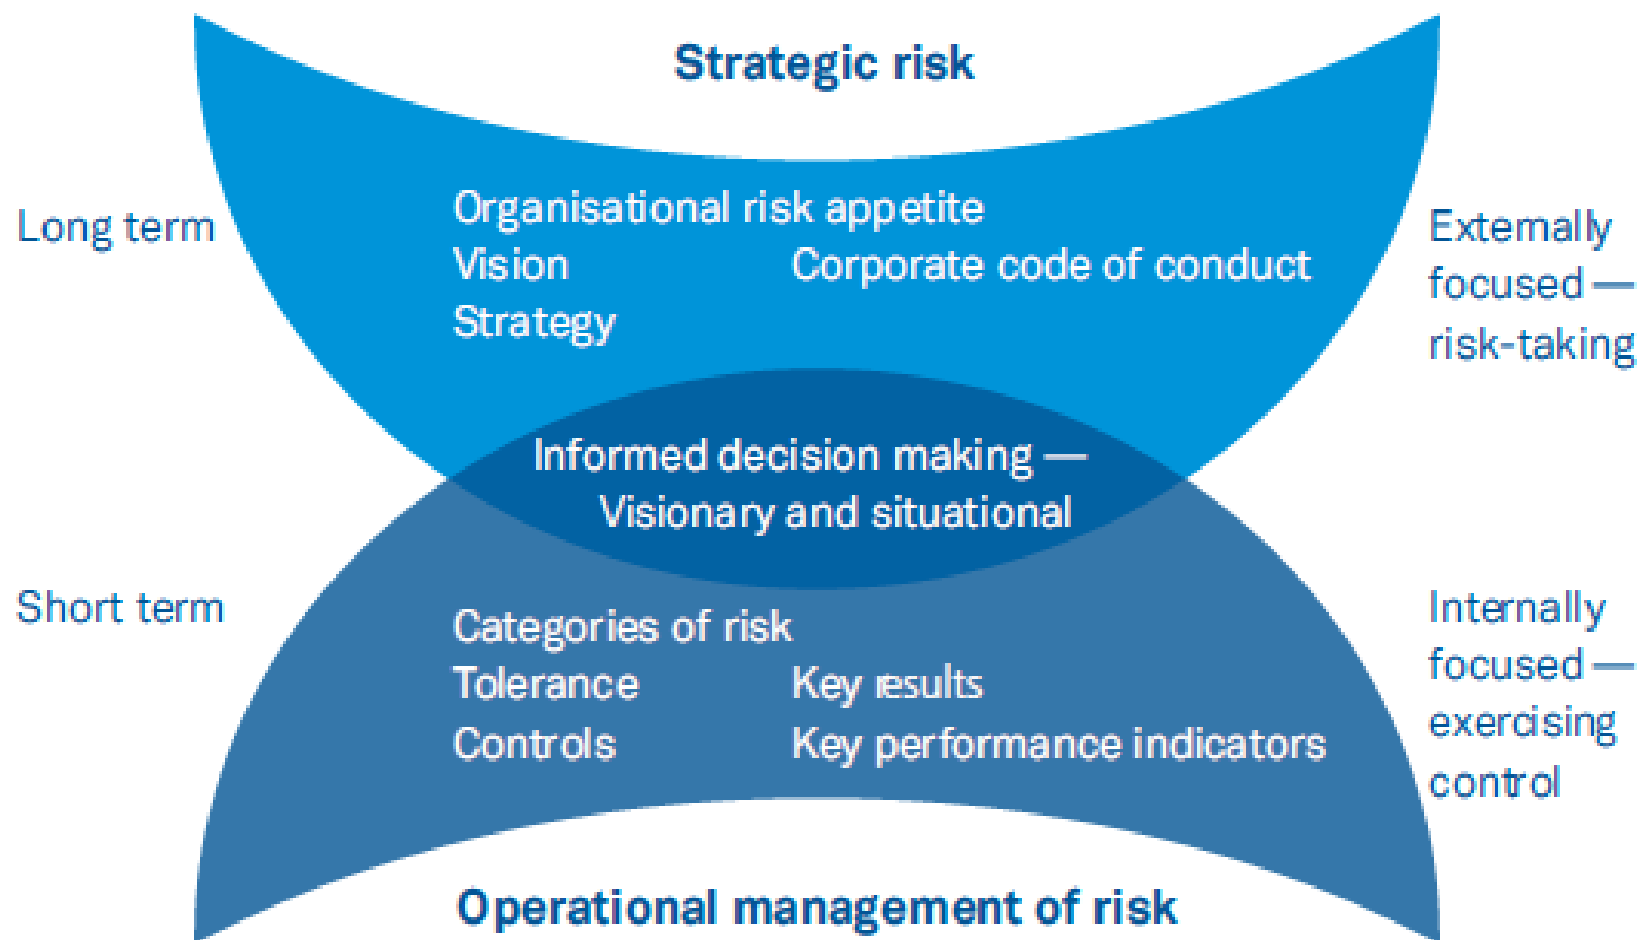 Strategic risk
Long term
Organisational risk appetite
Vision
Corporate code of conduct
Strategy
Externally
focused —
risk-taking
Informed decision making —
Visionary and situational
Short term
Categories of risk
Tolerance
Key results
Controls
Key performance indicators
Internally
focused —
exercising
control
Operational management of risk